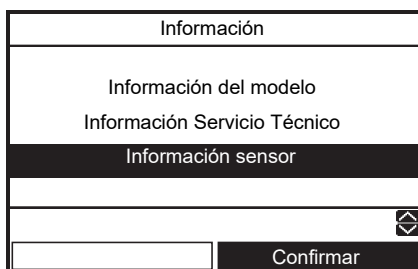 Información
Información del modelo
Información Servicio Técnico
Información sensor
Confirmar